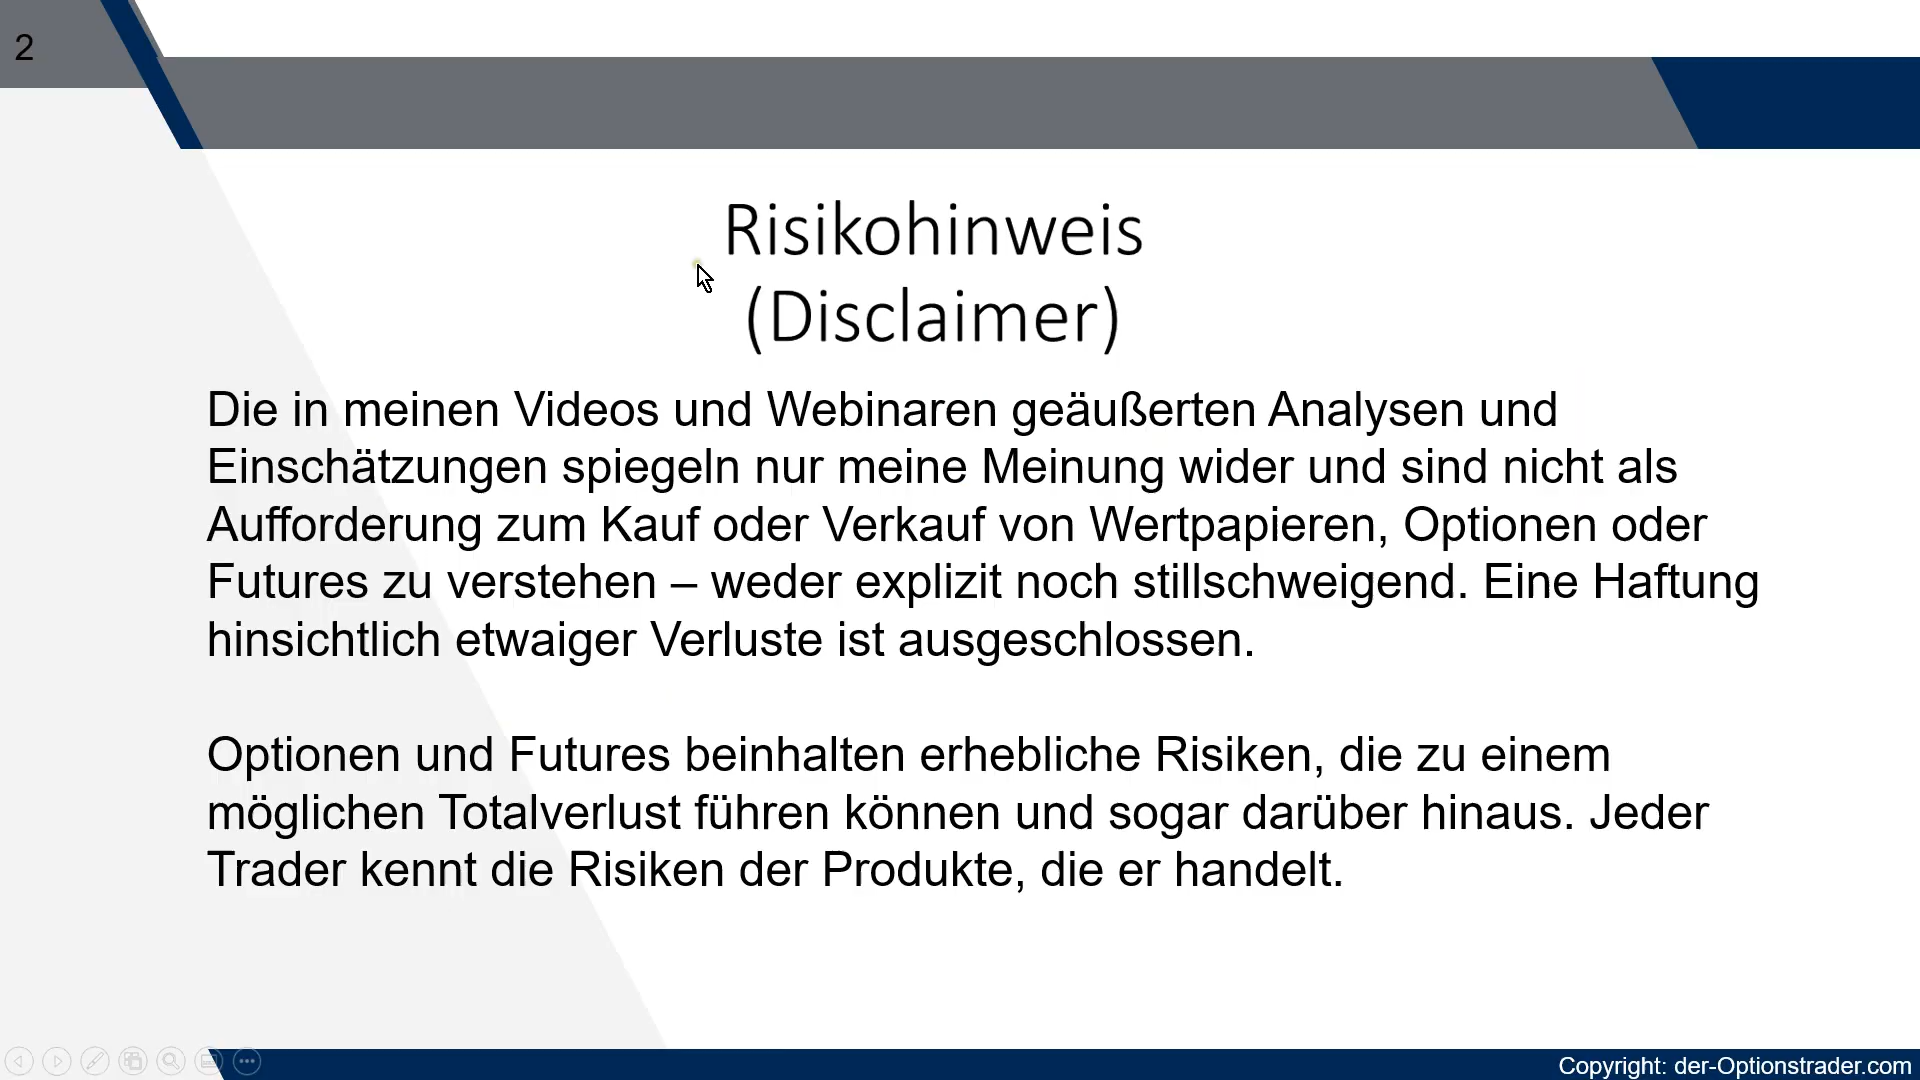 2
Risikohinweis
(Disclaimer)
Die in meinen Videos und Webinaren geäußerten Analysen und
Einschätzungen spiegeln nur meine Meinung wider und sind nicht als
Aufforderung zum Kauf oder Verkauf von Wertpapieren, Optionen oder
Futures zu verstehen – weder explizit noch stillschweigend. Eine Haftung
hinsichtlich etwaiger Verluste ist ausgeschlossen.
Optionen und Futures beinhalten erhebliche Risiken, die zu einem
möglichen Totalverlust führen können und sogar darüber hinaus. Jeder
Trader kennt die Risiken der Produkte, die er handelt.
Copyright: der-Optionstrader.com